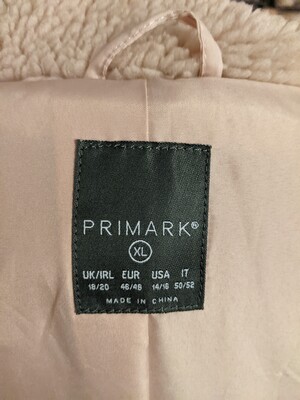 PRIMARK®
XL
UK/IRL EUR USA IT
18/20 46/48 14/16 50/52
MADE IN CHINA